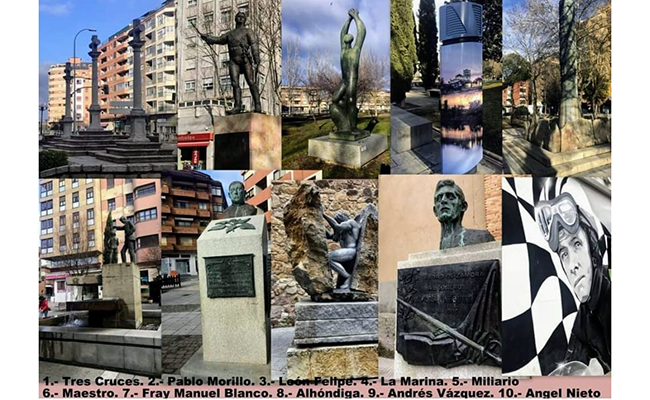 1.- Tres Cruces. 2.- Pablo Morillo. 3.- León Felipe. 4.- La Marina. 5.- Miliario
6.- Maestro. 7.- Fray Manuel Blanco. 8.- Alhóndiga. 9.- Andrés Vázquez. 10.- Angel Nieto